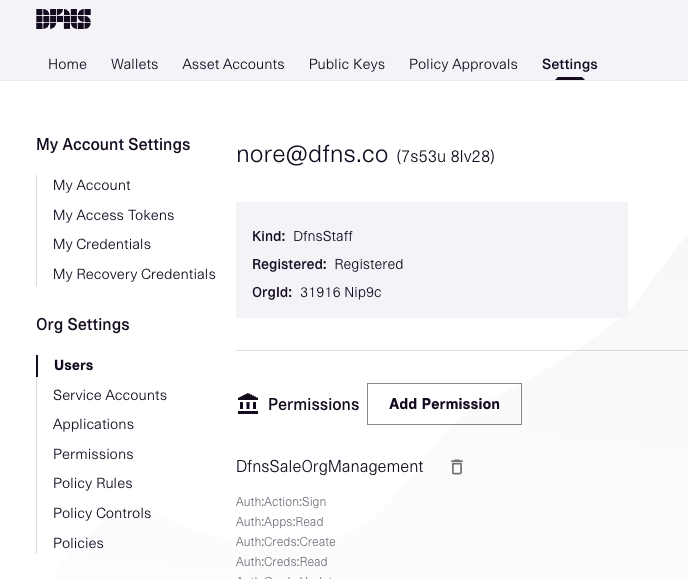 DFNS
Home Wallets Asset Accounts Public Keys Policy Approvals Settings
My Account Settings
My Account
My Access Tokens
My Credentials
My Recovery Credentials
Org Settings
Users
Service Accounts
Applications
Permissions
Policy Rules
Policy Controls
Policies
nore@dfns.co (7s53u 8lv28)
Kind: DfnsStaff
Registered: Registered
OrgId: 31916 Nip9c
Permissions Add Permission
DfnsSaleOrgManagement
Auth:Action:Sign
Auth:Apps:Read
Auth:Creds:Create
Auth:Creds:Read